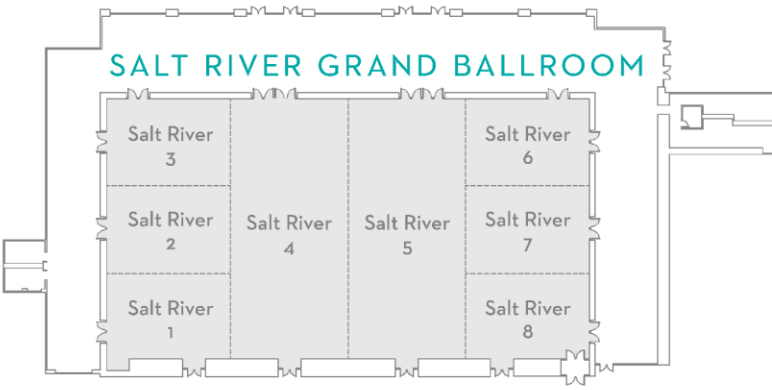 SALT RIVER GRAND BALLROOM
Salt River
3
Salt River
6
Salt River
2
Salt River
4
Salt River
5
Salt River
7
Salt River
1
Salt River
8